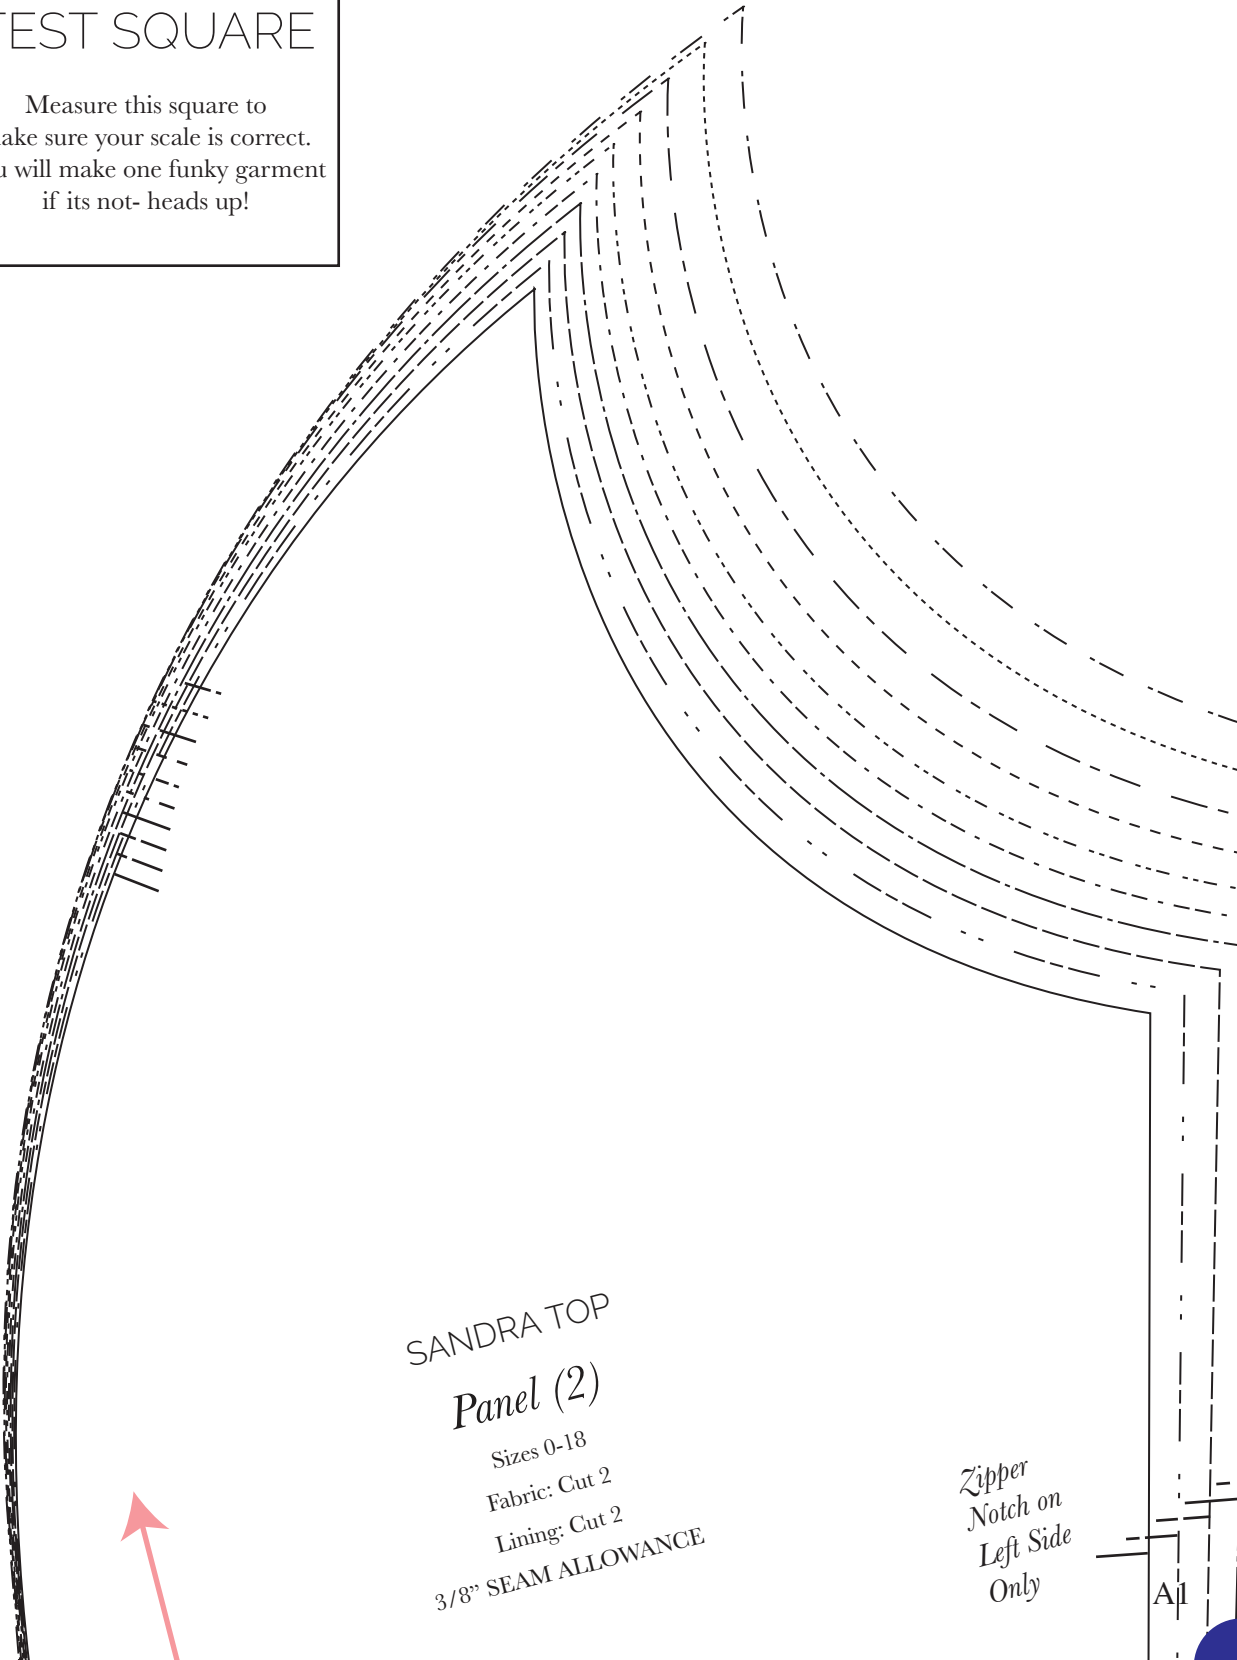 TEST SQUARE
Measure this square to
make sure your scale is correct.
will make one funky garment
if its not- heads up!
SANDRA TOP
Panel (2)
Sizes 0-18
Fabric: Cut 2
Lining: Cut 2
3/8” SEAM ALLOWANCE
Zipper
Notch on
Left Side
Only
A1